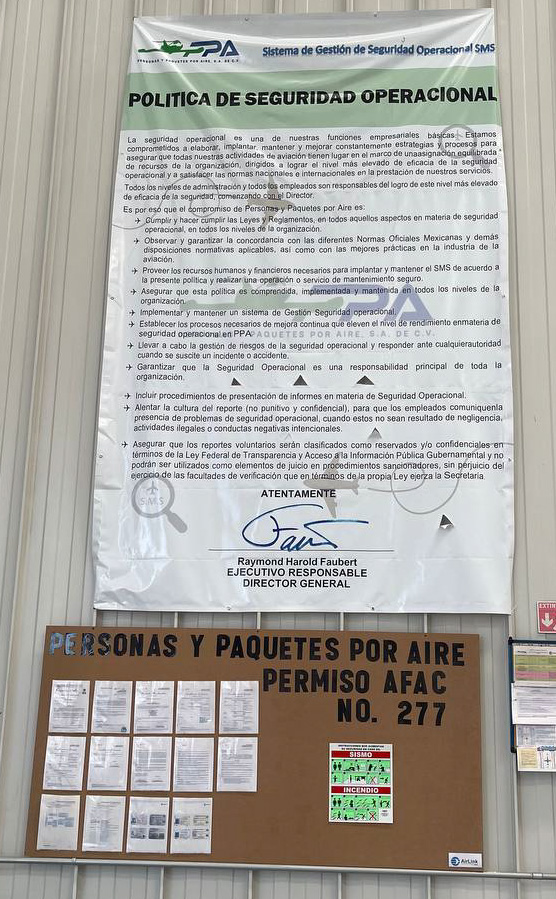 PPA
PERSONAS Y PAQUETES POR AIRE, S.A. DE C.V.
Sistema de Gestión de Seguridad Operacional SMS
POLITICA DE SEGURIDAD OPERACIONAL
La seguridad operacional es una de nuestras funciones empresariales básicas. Estamos
comprometidos a elaborar, implantar, mantener y mejorar constantemente estrategias y procesos para
asegurar que todas nuestras actividades de aviación tienen lugar en el marco de unaasignación equilibrada
de recursos de la organización, dirigidos a lograr el nivel más elevado de eficacia de la seguridad
operacional y a satisfacer las normas nacionales e internacionales en la prestación de nuestros servicios.
Todos los niveles de administración y todos los empleados son responsables del logro de este nivel más elevado
de eficacia de la seguridad, comenzando con el Director.
Es por eso que el compromiso de Personas y Paquetes por Aire es:
Cumplir y hacer cumplir las Leyes y Reglamentos, en todos aquellos aspectos en materia de seguridad
operacional, en todos los niveles de la organización.
Observar y garantizar la concordancia con las diferentes Normas Oficiales Mexicanas y demás
disposiciones normativas aplicables, así como con las mejores prácticas en la industria de la
aviación.
Proveer los recursos humanos y financieros necesarios para implantar y mantener el SMS de acuerdo a
la presente política y realizar una operación o servicio de mantenimiento seguro.
Asegurar que esta política es comprendida, implementada y mantenida en todos los niveles de la
organización.
Implementar y mantener un sistema de Gestión Seguridad operacional.
Establecer los procesos necesarios de mejora continua que eleven el nivel de rendimiento enmateria de
seguridad operacional en PPA.
PPA
PAQUETES POR AIRE, S.A. DE C.V.
Llevar a cabo la gestión de riesgos de la seguridad operacional y responder ante cualquierautoridad
cuando se suscite un incidente o accidente.
Garantizar que la Seguridad Operacional es una responsabilidad principal de toda la
organización.
Incluir procedimientos de presentación de informes en materia de Seguridad Operacional.
Alentar la cultura del reporte (no punitivo y confidencial), para que los empleados comuniquenla
presencia de problemas de seguridad operacional, cuando estos no sean resultado de negligencia,
actividades ilegales o conductas negativas intencionales.
Asegurar que los reportes voluntarios serán clasificados como reservados y/o confidenciales en
términos de la Ley Federal de Transparencia y Acceso a la Información Pública Gubernamental y no
podrán ser utilizados como elementos de juicio en procedimientos sancionadores, sin perjuicio del
ejercicio de las facultades de verificación que en términos de la propia Ley ejerza la Secretaria.
SMS
ATENTAMENTE
Raymond Harold Faubert
EJECUTIVO RESPONSABLE
DIRECTOR GENERAL
EXTIN
PERSONAS Y PAQUETES POR AIRE
PERMISO AFAC
NO. 277
SISMO
INCENDIO
AirLink